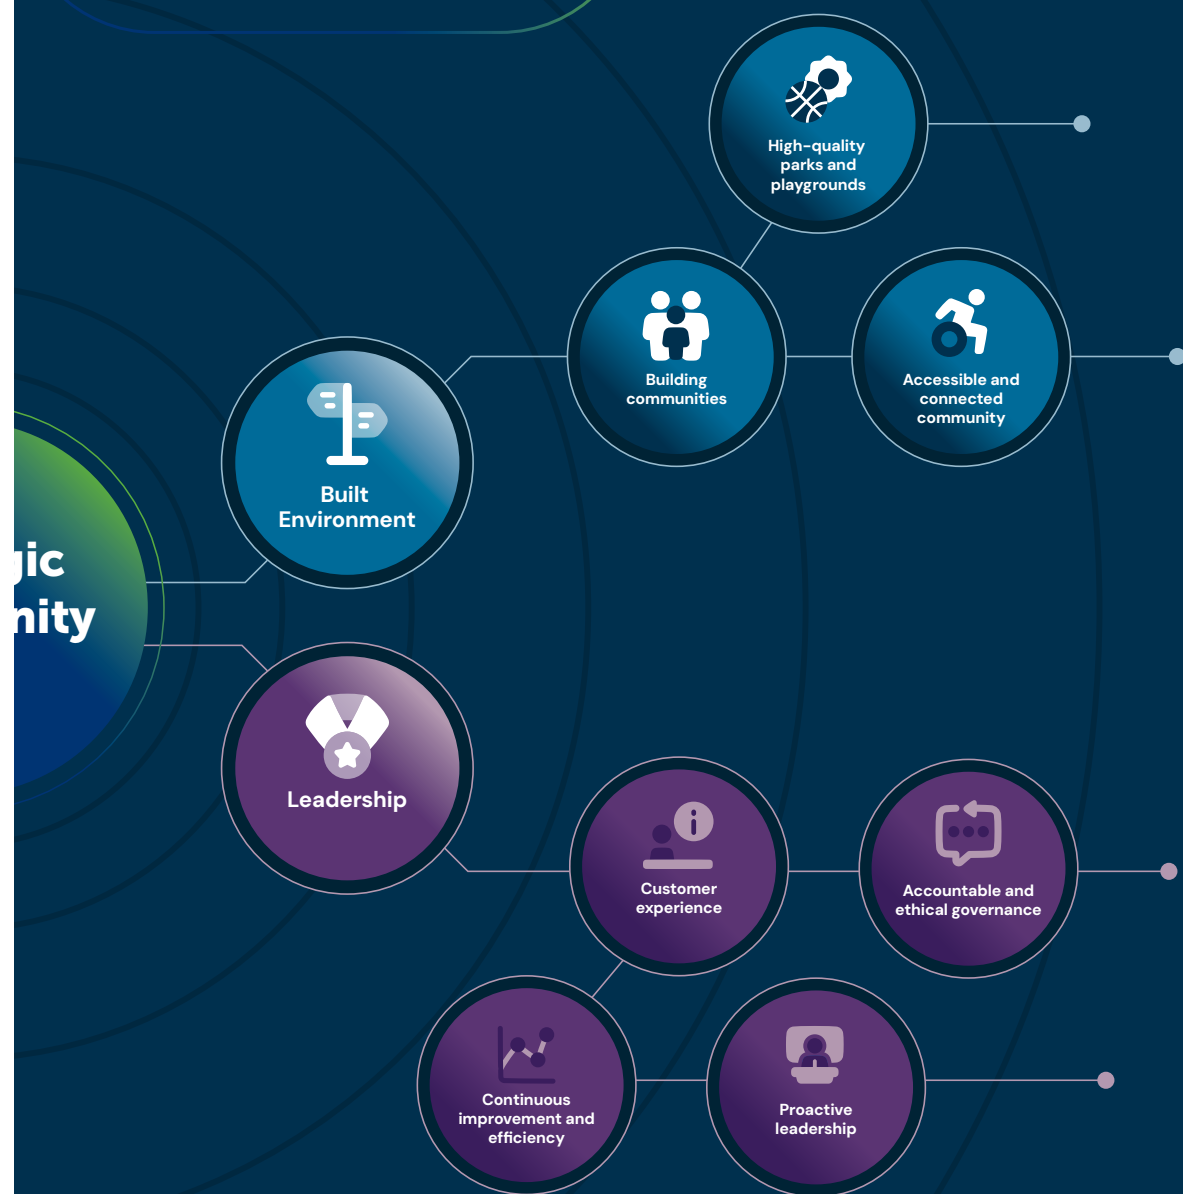 High-quality
parks and
playgrounds
Building
communities
Accessible and
connected
community
Built
Environment
Leadership
Customer
experience
Accountable and
ethical governance
Continuous
improvement and
efficiency
Proactive
leadership